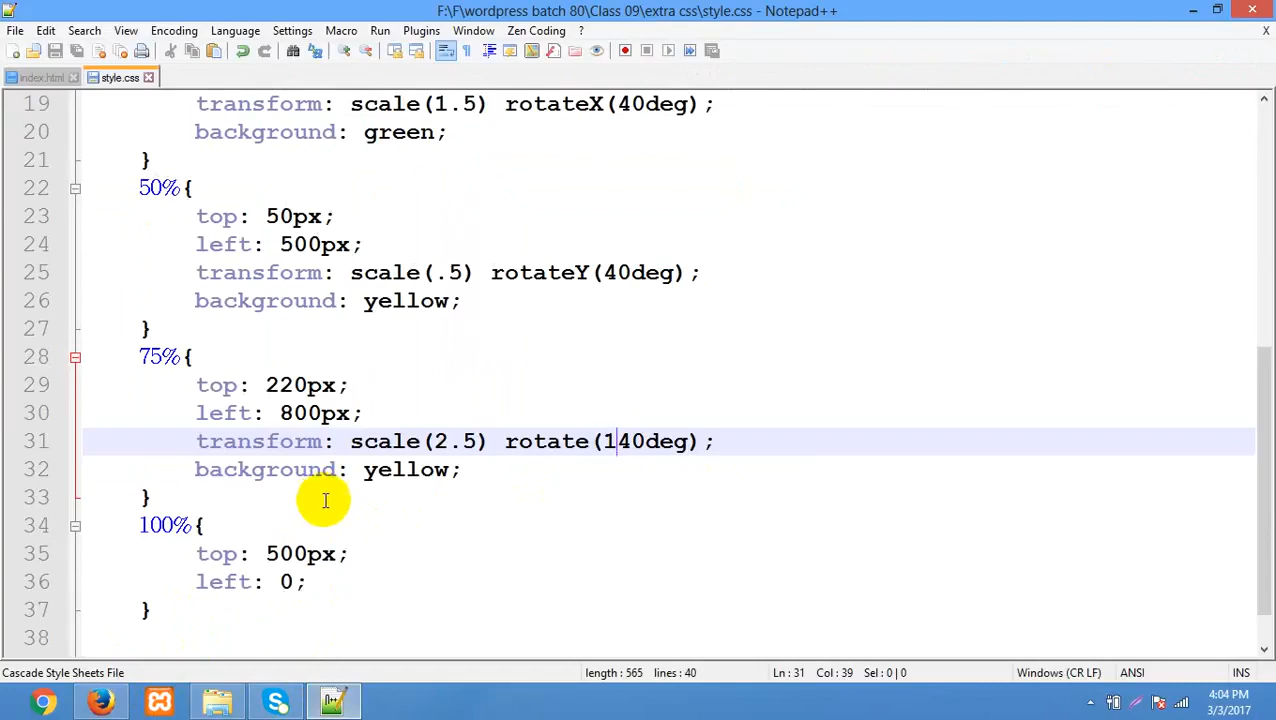 F:\F\wordpress batch 80\Class 09\extra css\style.css - Notepad++
File Edit Search View Encoding Language Settings Macro Run Plugins Window Zen Coding ? X
index.html style.css
19 transform: scale(1.5) rotateX(40deg);
20 background: green;
21 }
22 50%{
23 top: 50px;
24 left: 500px;
25 transform: scale(.5) rotateY(40deg);
26 background: yellow;
27 }
28 75%{
29 top: 220px;
30 left: 800px;
31 transform: scale(2.5) rotate(140deg);
32 background: yellow;
33 }
34 100%{
35 top: 500px;
36 left: 0;
37 }
38
Cascade Style Sheets File length : 565 lines : 40 Ln : 31 Col : 39 Sel : 0 | 0 Windows (CR LF) ANSI INS
4:04 PM
3/3/2017